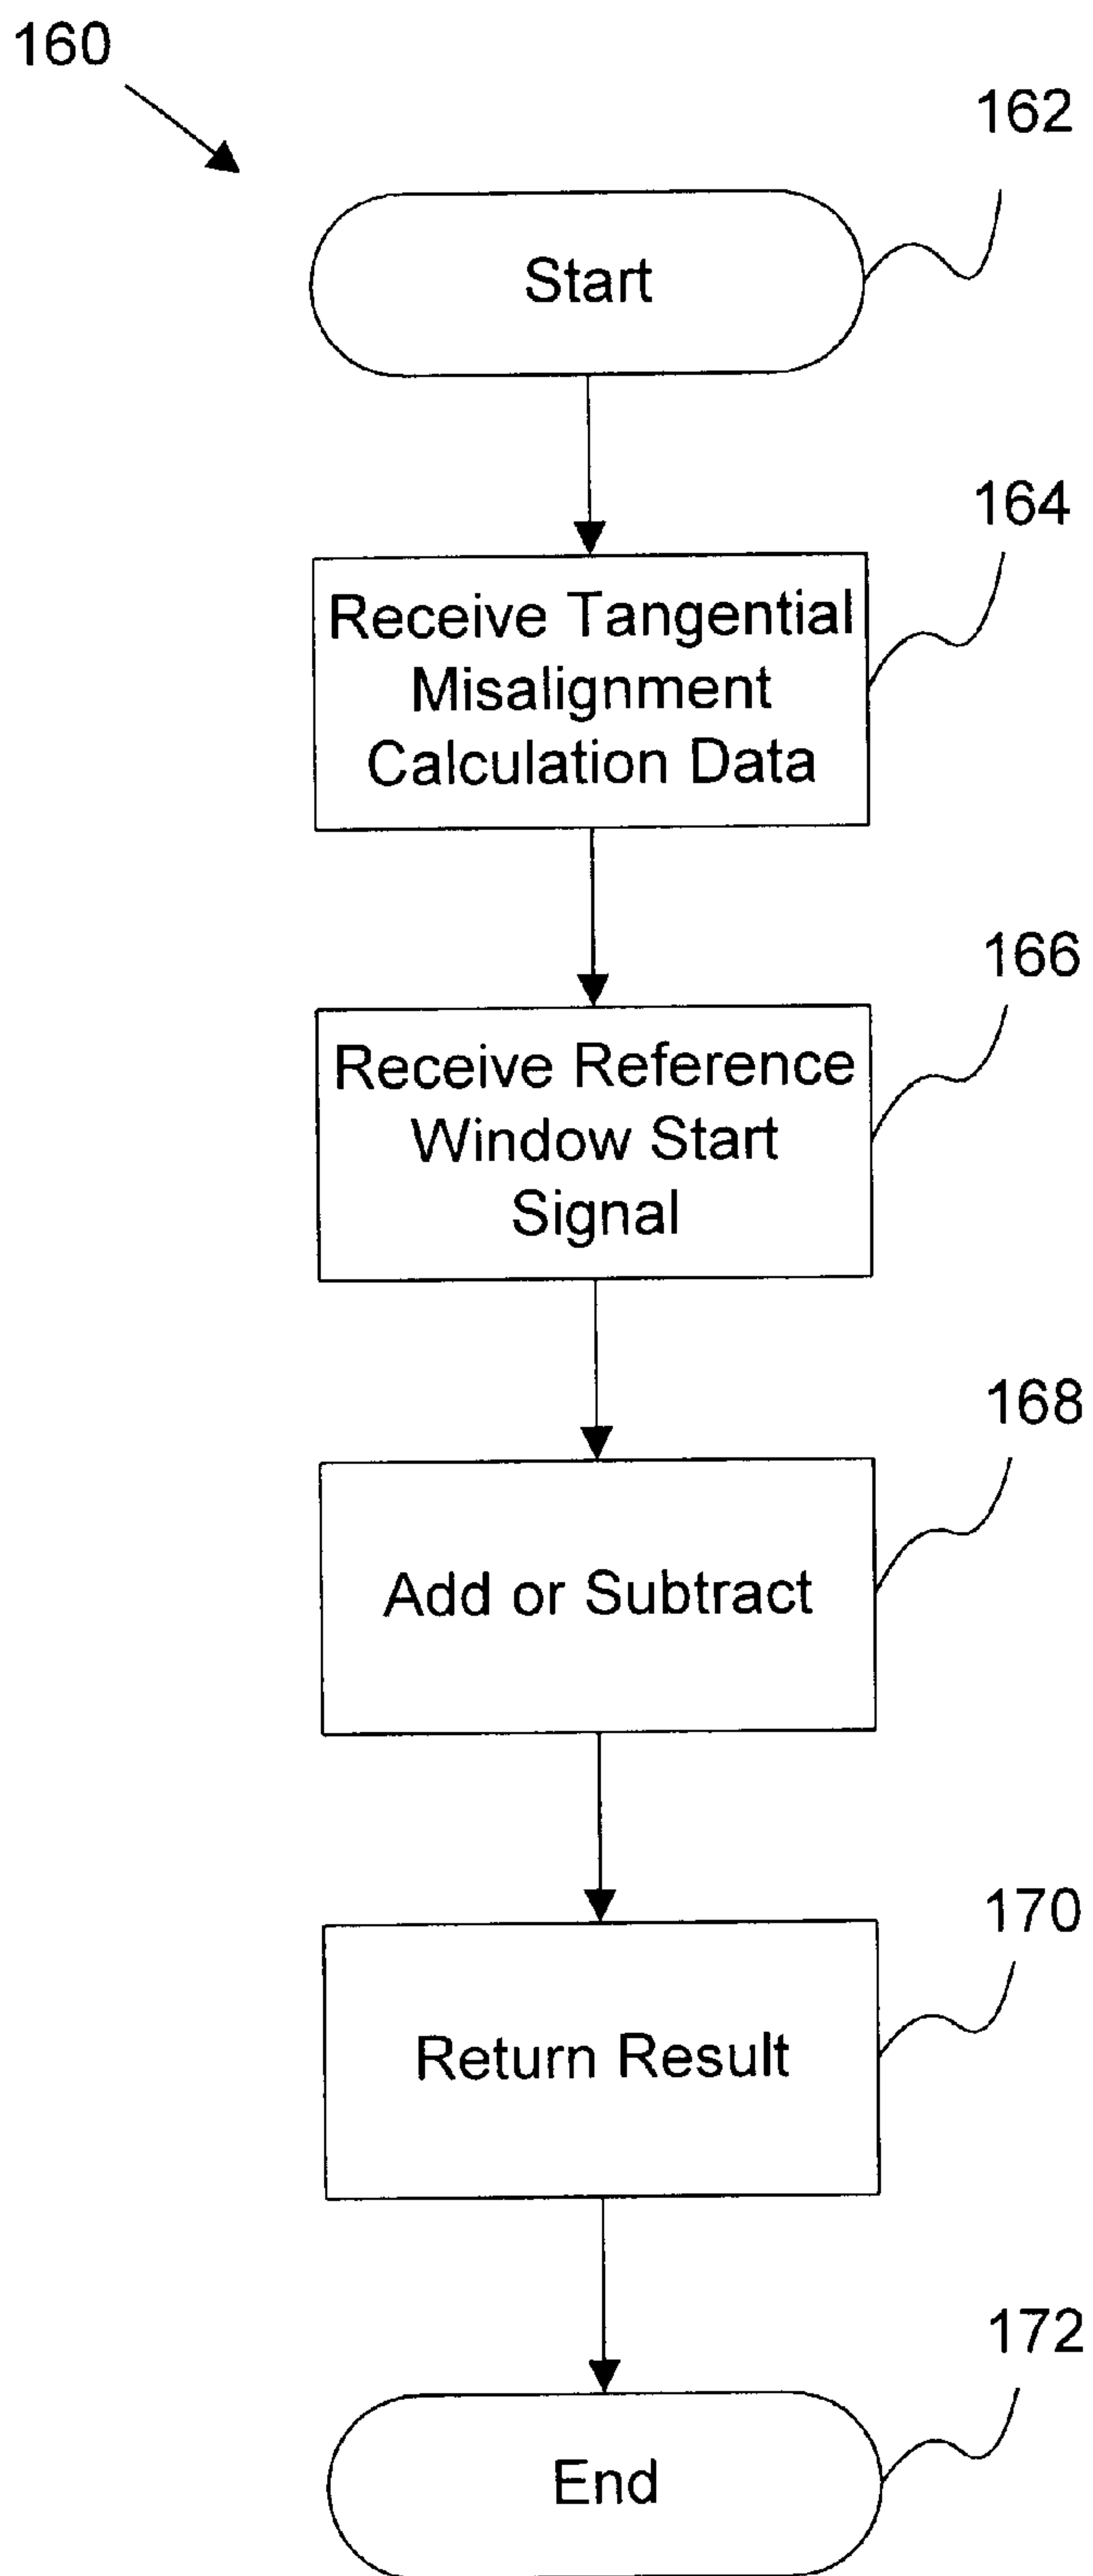 160
162
Start
164
Receive Tangential
Misalignment
Calculation Data
166
Receive Reference
Window Start
Signal
168
Add or Subtract
170
Return Result
172
End